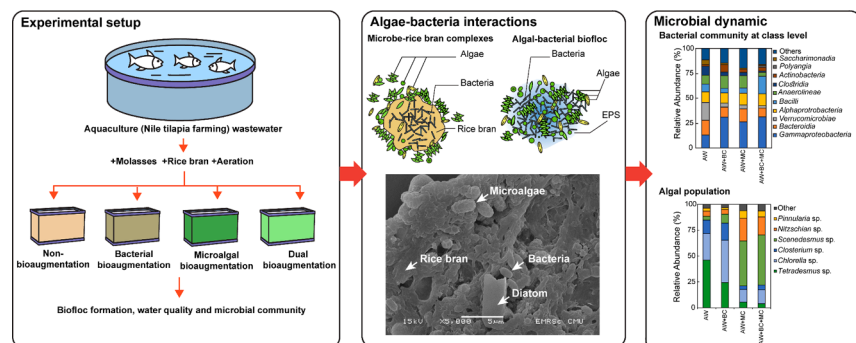 Experimental setup
Aquaculture (Nile tilapia farming) wastewater
+Molasses +Rice bran +Aeration
Non-
bioaugmentation
Bacterial
bioaugmentation
Microalgal
bioaugmentation
Dual
bioaugmentation
Biofloc formation, water quality and microbial community
Algae-bacteria interactions
Microbe-rice bran complexes
Algae
Bacteria
Rice bran
Algal-bacterial biofloc
Bacteria
Algae
EPS
Microalgae
Rice bran
Bacteria
Diatom
15kV X5,000 5μm EMRSc CMU
Microbial dynamic
Bacterial community at class level
Relative Abundance (%)
100
75
50
25
0
AW
AW+BC
AW+MC
AW+BC+MC
Others
Saccharimonadia
Polyangia
Actinobacteria
Clostridia
Anaerolineae
Bacilli
Alphaprotrobacteria
Verrucomicrobiae
Bacteroidia
Gammaproteobacteria
Algal population
Relative Abundance (%)
100
75
50
25
0
AW
AW+BC
AW+MC
AW+BC+MC
Other
Pinnularia sp.
Nitzschian sp.
Scenedesmus sp.
Closterium sp.
Chlorella sp.
Tetradesmus sp.